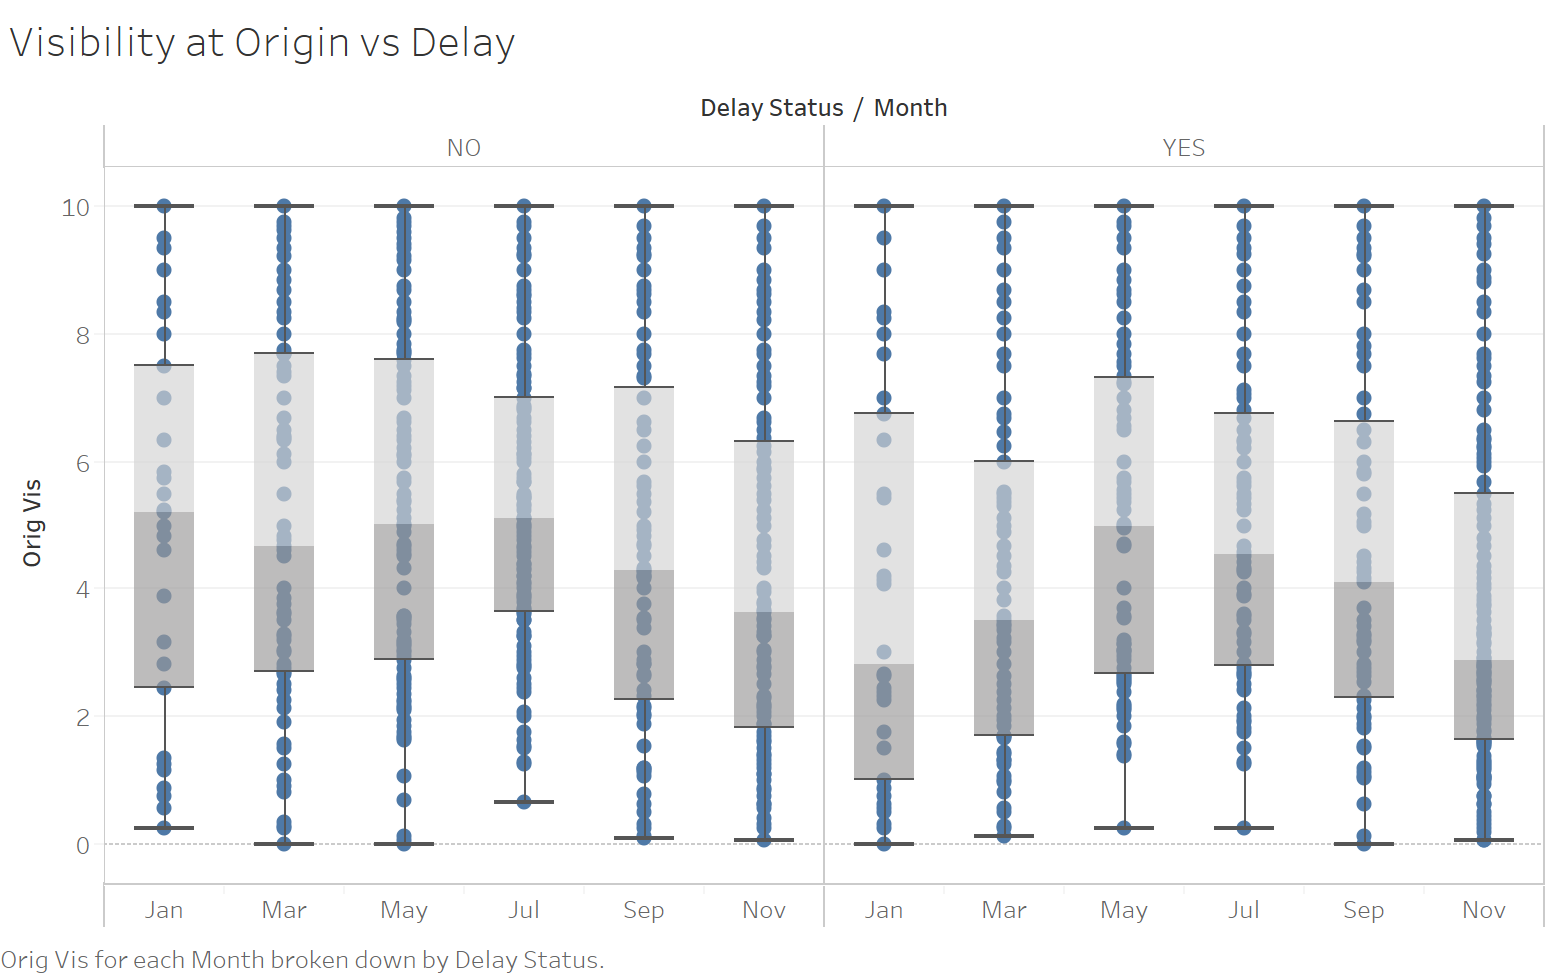 Visibility at Origin vs Delay
Delay Status / Month
NO YES
Orig Vis
10
8
6
4
2
0
Jan Mar May Jul Sep Nov Jan Mar May Jul Sep Nov
Orig Vis for each Month broken down by Delay Status.